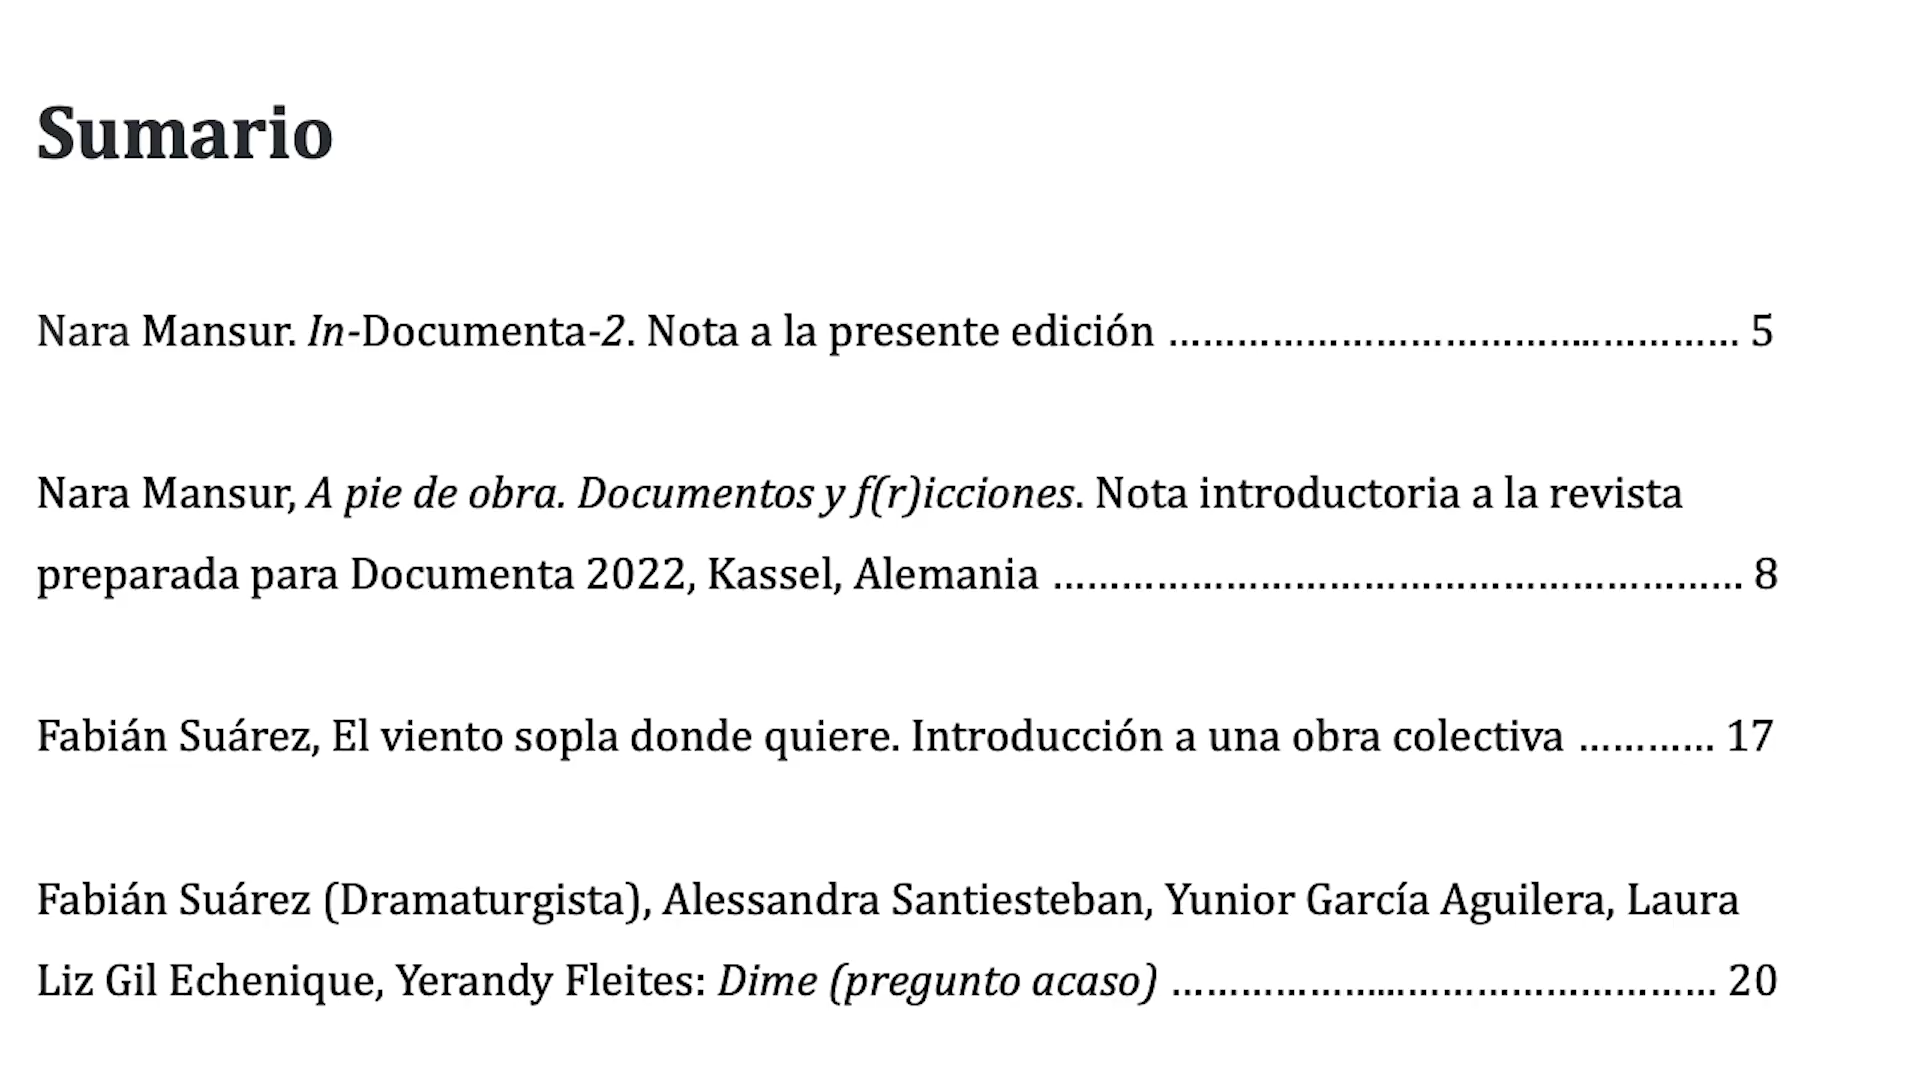 Sumario
Nara Mansur. In-Documenta-2. Nota a la presente edición ……………………………….…………… 5
Nara Mansur, A pie de obra. Documentos y f(r)icciones. Nota introductoria a la revista
preparada para Documenta 2022, Kassel, Alemania …………………………………………………… 8
Fabián Suárez, El viento sopla donde quiere. Introducción a una obra colectiva ………… 17
Fabián Suárez (Dramaturgista), Alessandra Santiesteban, Yunior García Aguilera, Laura
Liz Gil Echenique, Yerandy Fleites: Dime (pregunto acaso) ………………..……………………… 20